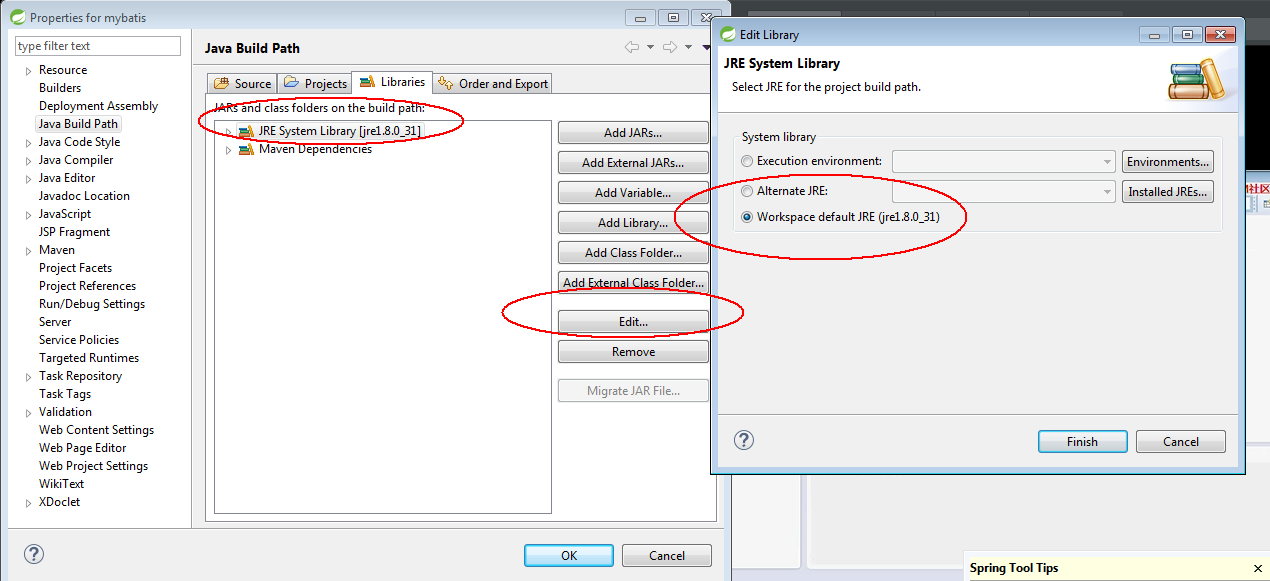 Properties for mybatis
type filter text
Resource
Builders
Deployment Assembly
Java Build Path
Java Code Style
Java Compiler
Java Editor
Javadoc Location
JavaScript
JSP Fragment
Maven
Project Facets
Project References
Run/Debug Settings
Server
Service Policies
Targeted Runtimes
Task Repository
Task Tags
Validation
Web Content Settings
Web Page Editor
Web Project Settings
WikiText
XDoclet
Java Build Path
Source
Projects
Libraries
Order and Export
JARs and class folders on the build path:
JRE System Library [jre1.8.0_31]
Maven Dependencies
Add JARs...
Add External JARs...
Add Variable...
Add Library...
Add Class Folder...
Add External Class Folder...
Edit...
Remove
Migrate JAR File...
OK
Cancel
Edit Library
JRE System Library
Select JRE for the project build path.
System library
Execution environment:
Environments...
Alternate JRE:
Installed JREs...
Workspace default JRE (jre1.8.0_31)
Finish
Cancel
社区
Spring Tool Tips